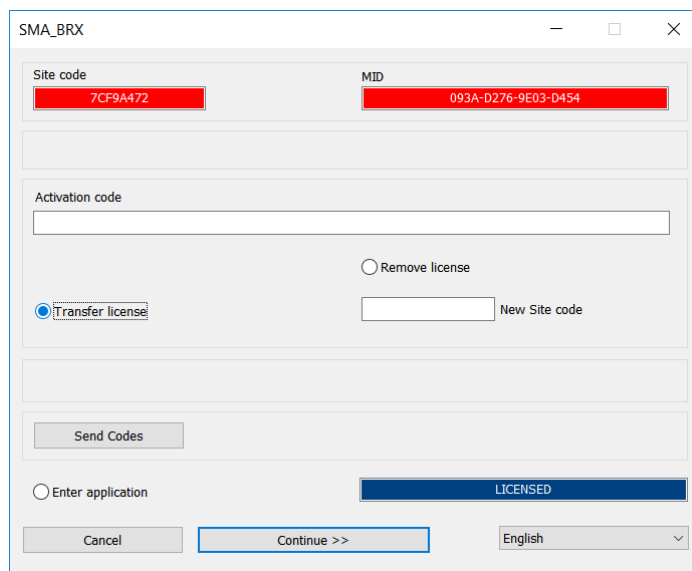 SMA_BRX
Site code
MID
7CF9A472
093A-D276-9E03-D454
Activation code
Remove license
Transfer license
New Site code
Send Codes
Enter application
LICENSED
Cancel
Continue >>
English